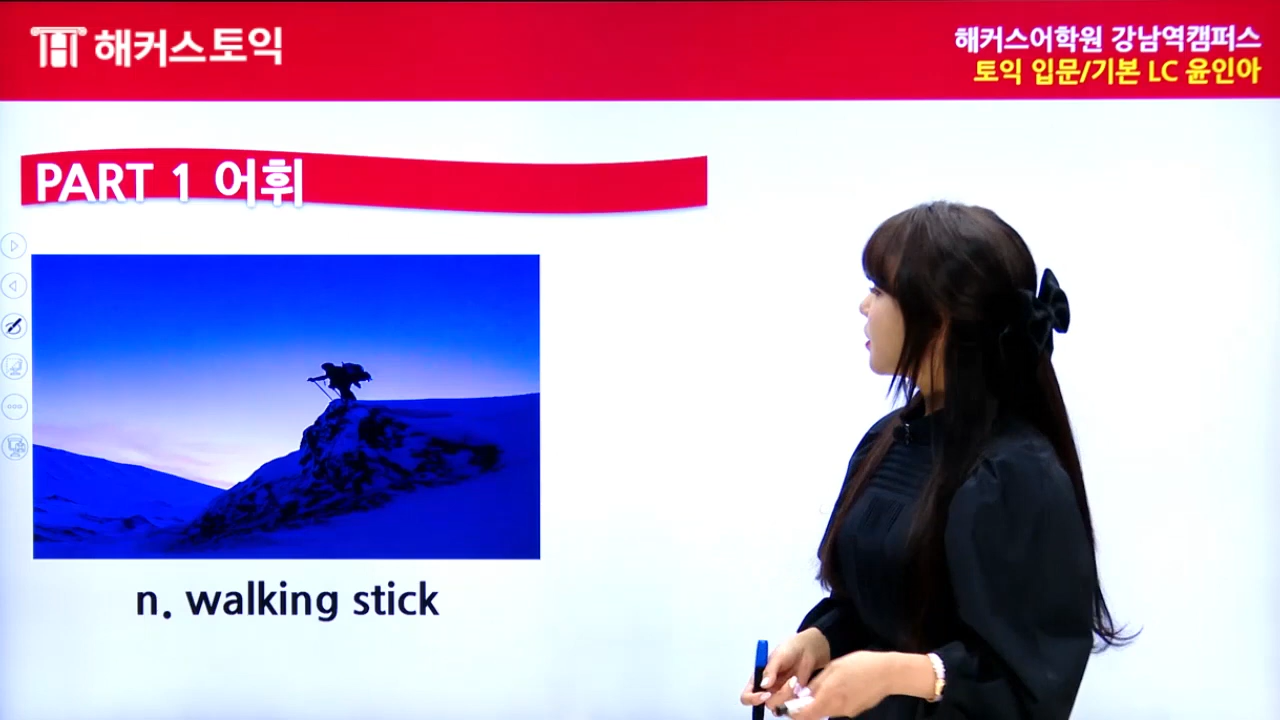 해커스토익
해커스어학원 강남역캠퍼스
토익 입문/기본 LC 윤인아
PART 1 어휘
n. walking stick